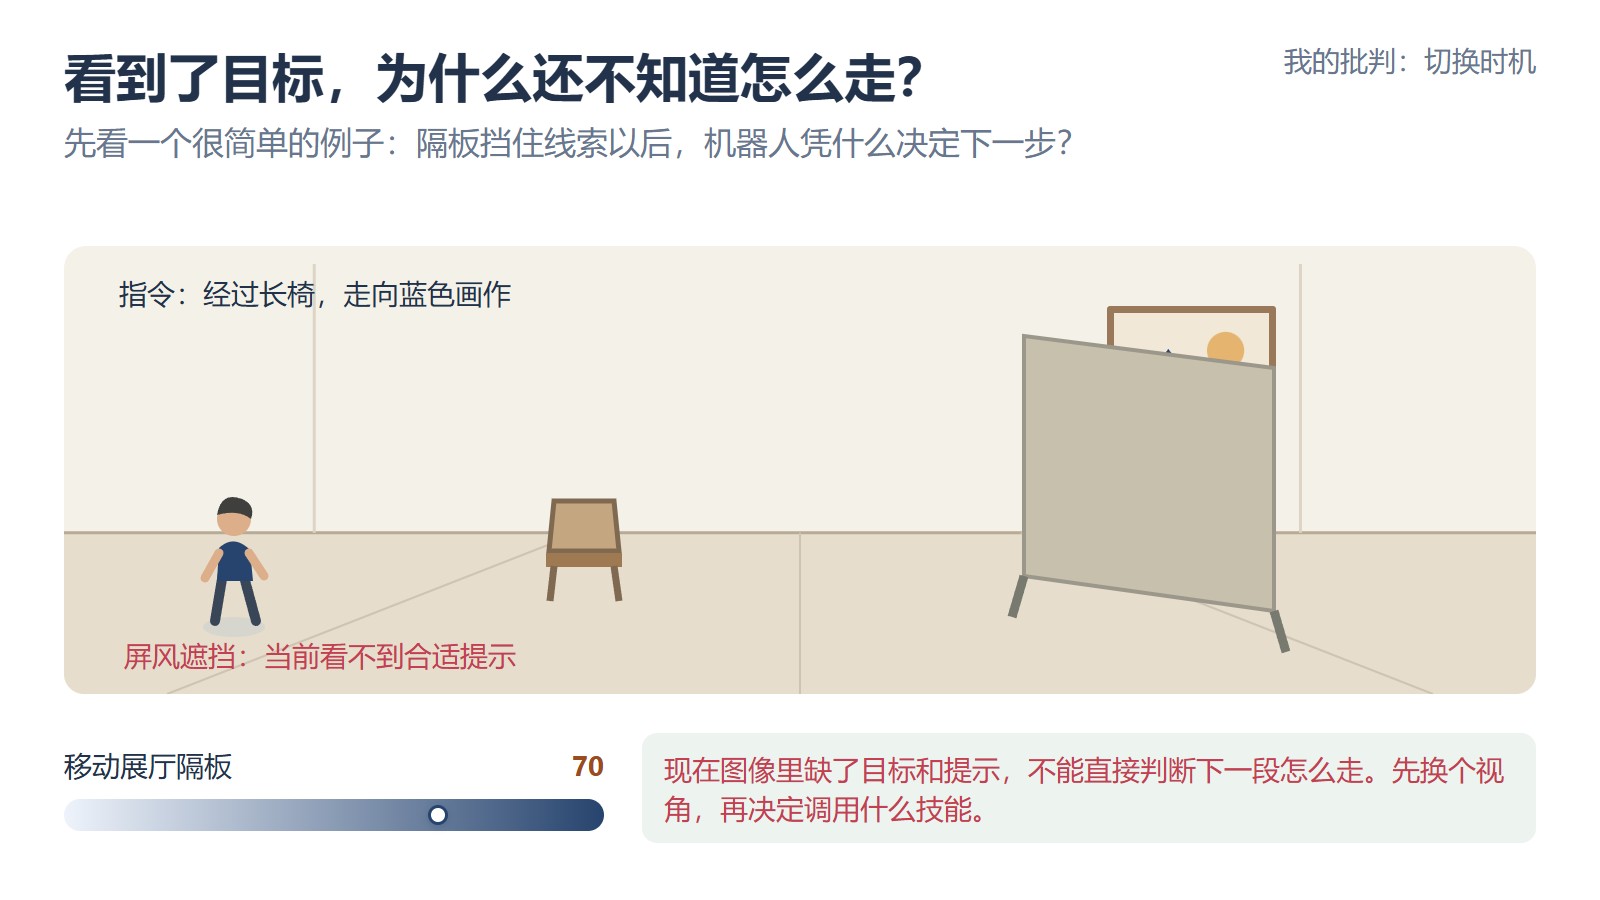 看到了目标，为什么还不知道怎么走？
我的批判：切换时机
先看一个很简单的例子：隔板挡住线索以后，机器人凭什么决定下一步？
指令：经过长椅，走向蓝色画作
屏风遮挡：当前看不到合适提示
移动展厅隔板
70
现在图像里缺了目标和提示，不能直接判断下一段怎么走。先换个视
角，再决定调用什么技能。